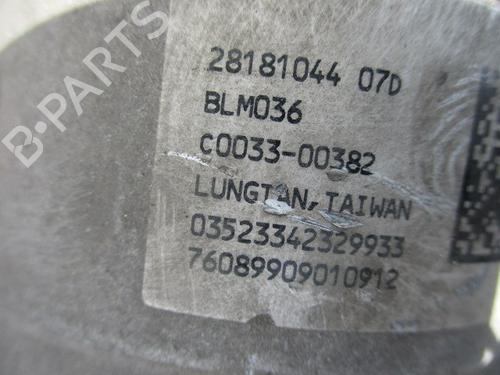 28181044 07D
BLM036
C0033-00382
LUNGTAN, TAIWAN
03523342329933
76089909010912
B-PARTS